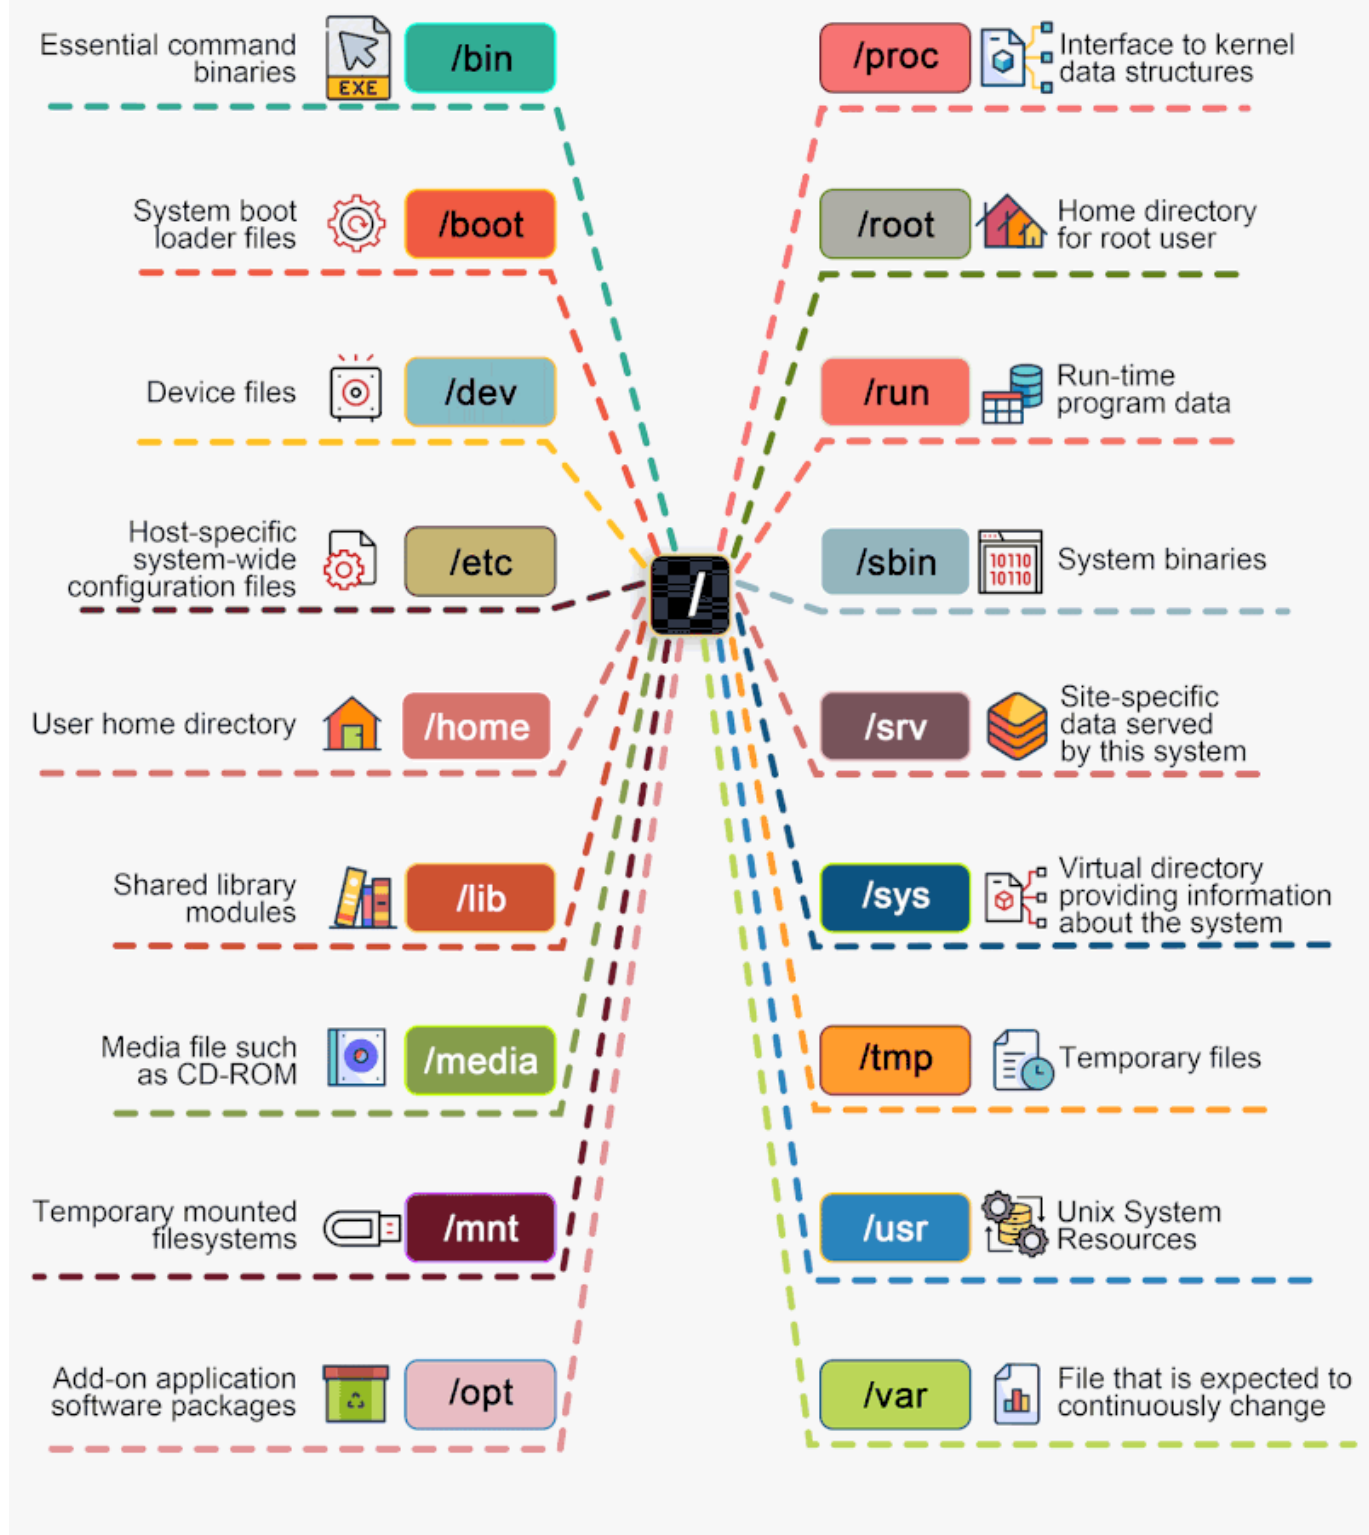 Essential command
binaries
EXE
/bin
System boot
loader files
/boot
Device files
/dev
Host-specific
system-wide
configuration files
/etc
User home directory
/home
Shared library
modules
/lib
Media file such
as CD-ROM
/media
Temporary mounted
filesystems
/mnt
Add-on application
software packages
/opt
/
/proc
Interface to kernel
data structures
/root
Home directory
for root user
/run
Run-time
program data
/sbin
10110
10110
System binaries
/srv
Site-specific
data served
by this system
/sys
Virtual directory
providing information
about the system
/tmp
Temporary files
/usr
Unix System
Resources
/var
File that is expected to
continuously change